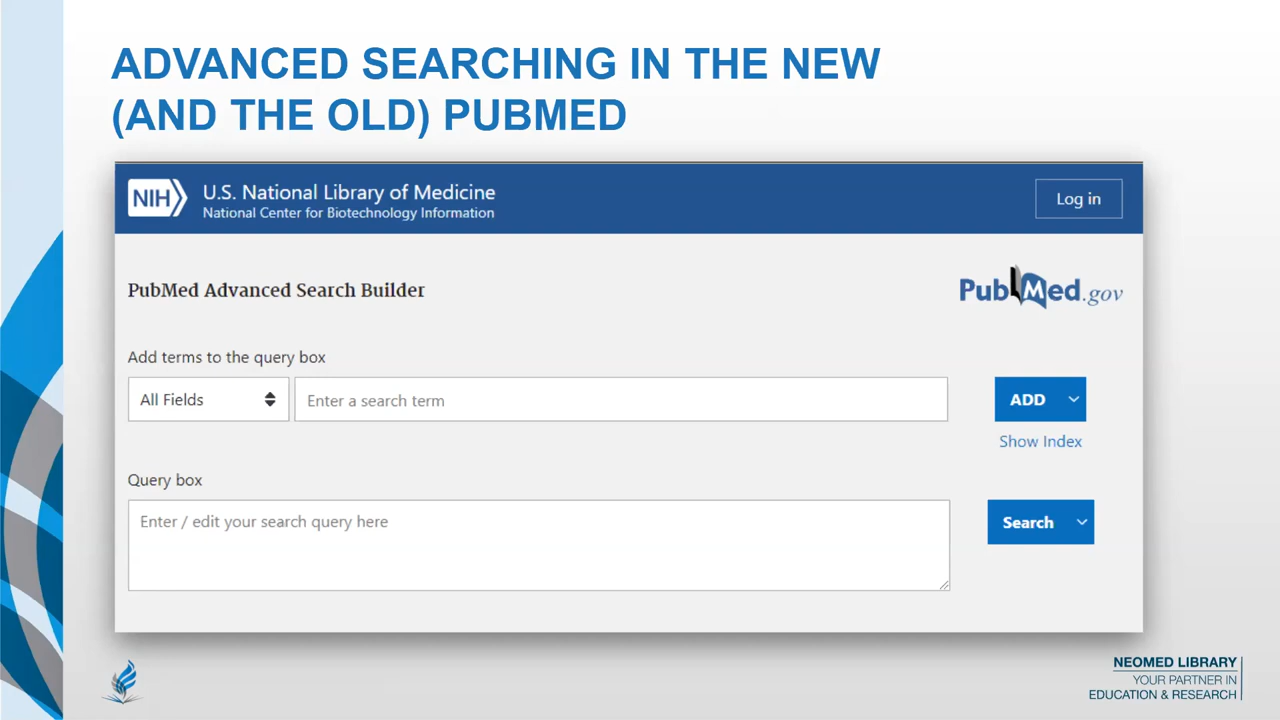 ADVANCED SEARCHING IN THE NEW
(AND THE OLD) PUBMED
NIH
U.S. National Library of Medicine
National Center for Biotechnology Information
Log in
PubMed Advanced Search Builder
PubMed.gov
Add terms to the query box
All Fields
Enter a search term
ADD
Show Index
Query box
Enter / edit your search query here
Search
NEOMED LIBRARY
YOUR PARTNER IN
EDUCATION & RESEARCH